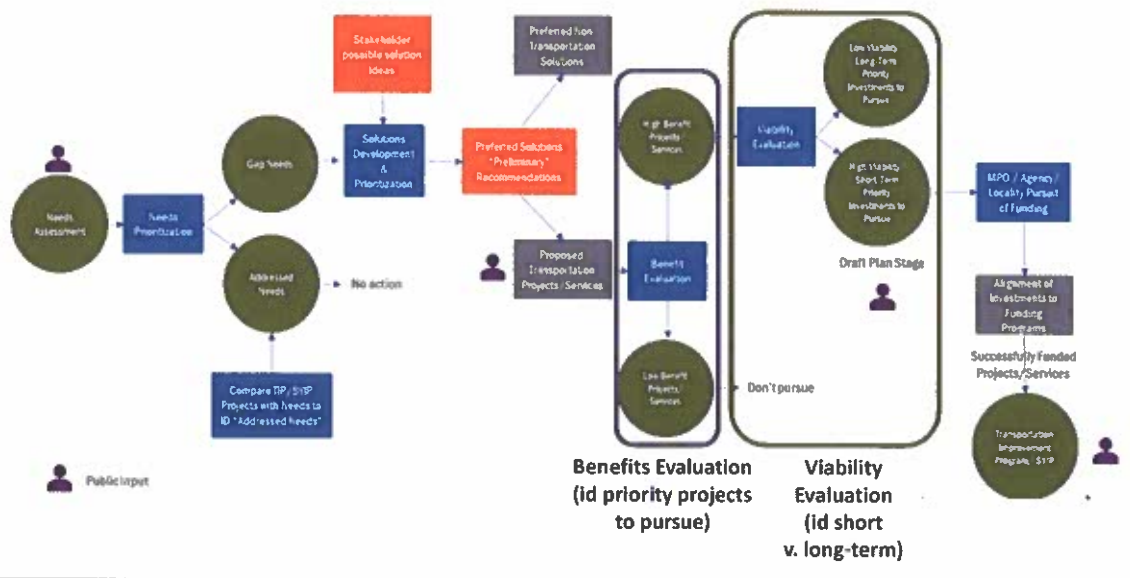 Needs
Assessment
Needs
Prioritization
Gap Needs
Addressed
Needs
No action
Compare TIP/SYIP
Projects with Needs to
ID "Addressed Needs"
Stakeholder
possible solution
ideas
Solutions
Development
&
Prioritization
Preferred Solutions
"Preliminary"
Recommendations
Preferred Non
Transportation
Solutions
Proposed
Transportation
Projects/Services
High Benefit
Projects
Services
Benefit
Evaluation
Low Benefit
Projects/
Services
Don't pursue
Viability
Evaluation
Low Viability
Long-Term
Priority
Investments to
Pursue
High Viability
Short Term
Priority
Investments to
Pursue
Draft Plan Stage
MPO / Agency /
Locality Pursuit
of Funding
Alignment of
Investments to
Funding
Programs
Successfully Funded
Projects/Services
Transportation
Improvement
Program/ SYIP
Public Input
Benefits Evaluation
(id priority projects
to pursue)
Viability
Evaluation
(id short
v. long-term)